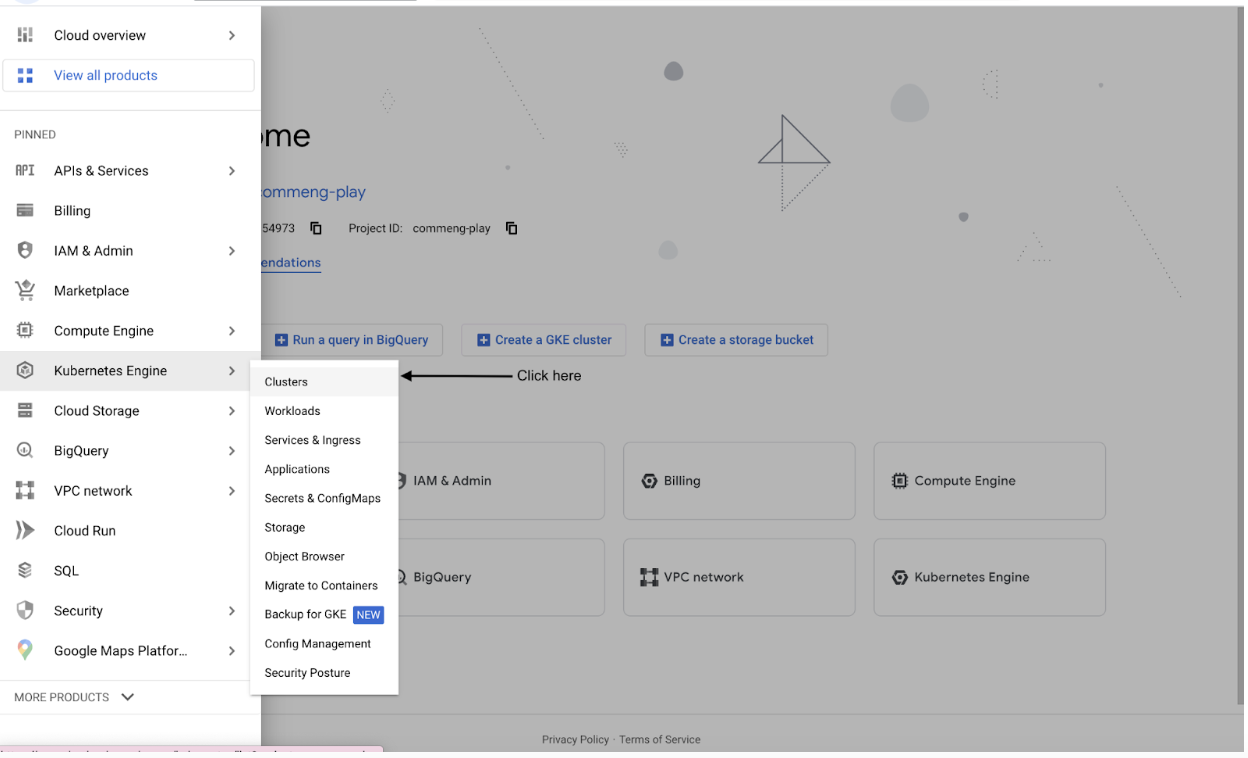 Cloud overview
View all products
PINNED
API APIs & Services
Billing
IAM & Admin
Marketplace
Compute Engine
Kubernetes Engine
Cloud Storage
BigQuery
VPC network
Cloud Run
SQL
Security
Google Maps Platfor...
MORE PRODUCTS
Clusters
Workloads
Services & Ingress
Applications
Secrets & ConfigMaps
Storage
Object Browser
Migrate to Containers
Backup for GKE NEW
Config Management
Security Posture
ome
commeng-play
54973 Project ID: commeng-play
endations
Run a query in BigQuery Create a GKE cluster Create a storage bucket
Click here
IAM & Admin Billing Compute Engine
BigQuery VPC network Kubernetes Engine
Privacy Policy · Terms of Service